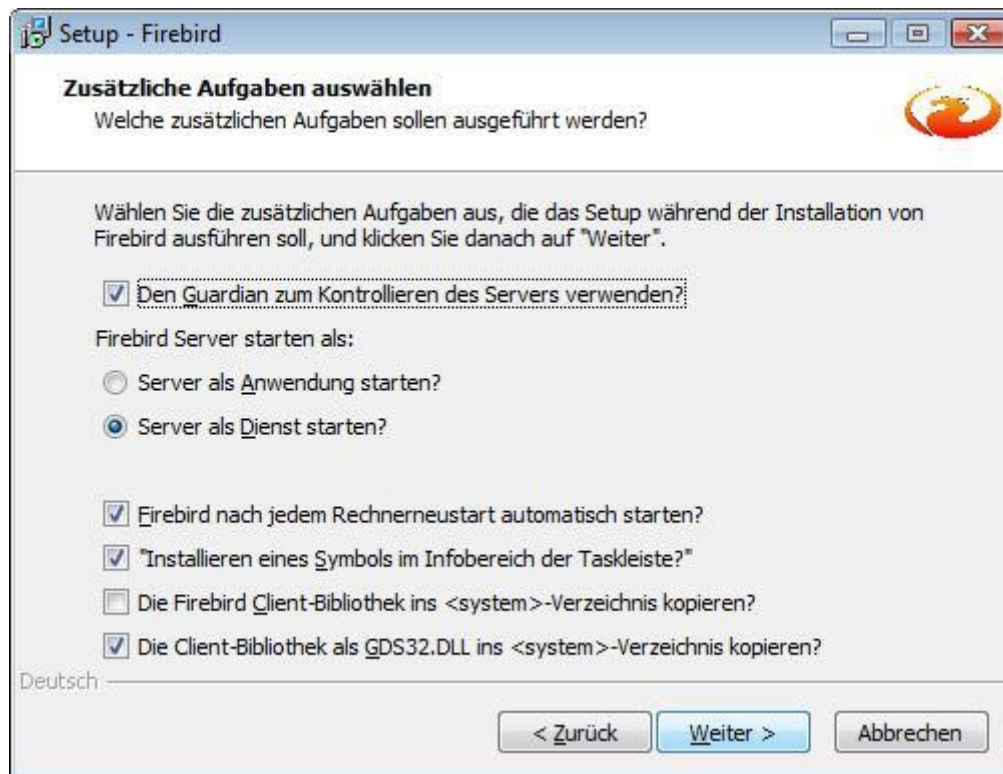 Setup - Firebird
Zusätzliche Aufgaben auswählen
Welche zusätzlichen Aufgaben sollen ausgeführt werden?
Wählen Sie die zusätzlichen Aufgaben aus, die das Setup während der Installation von
Firebird ausführen soll, und klicken Sie danach auf "Weiter".
Den Guardian zum Kontrollieren des Servers verwenden?
Firebird Server starten als:
Server als Anwendung starten?
Server als Dienst starten?
Firebird nach jedem Rechnerneustart automatisch starten?
"Installieren eines Symbols im Infobereich der Taskleiste?"
Die Firebird Client-Bibliothek ins <system>-Verzeichnis kopieren?
Die Client-Bibliothek als GDS32.DLL ins <system>-Verzeichnis kopieren?
Deutsch
< Zurück
Weiter >
Abbrechen